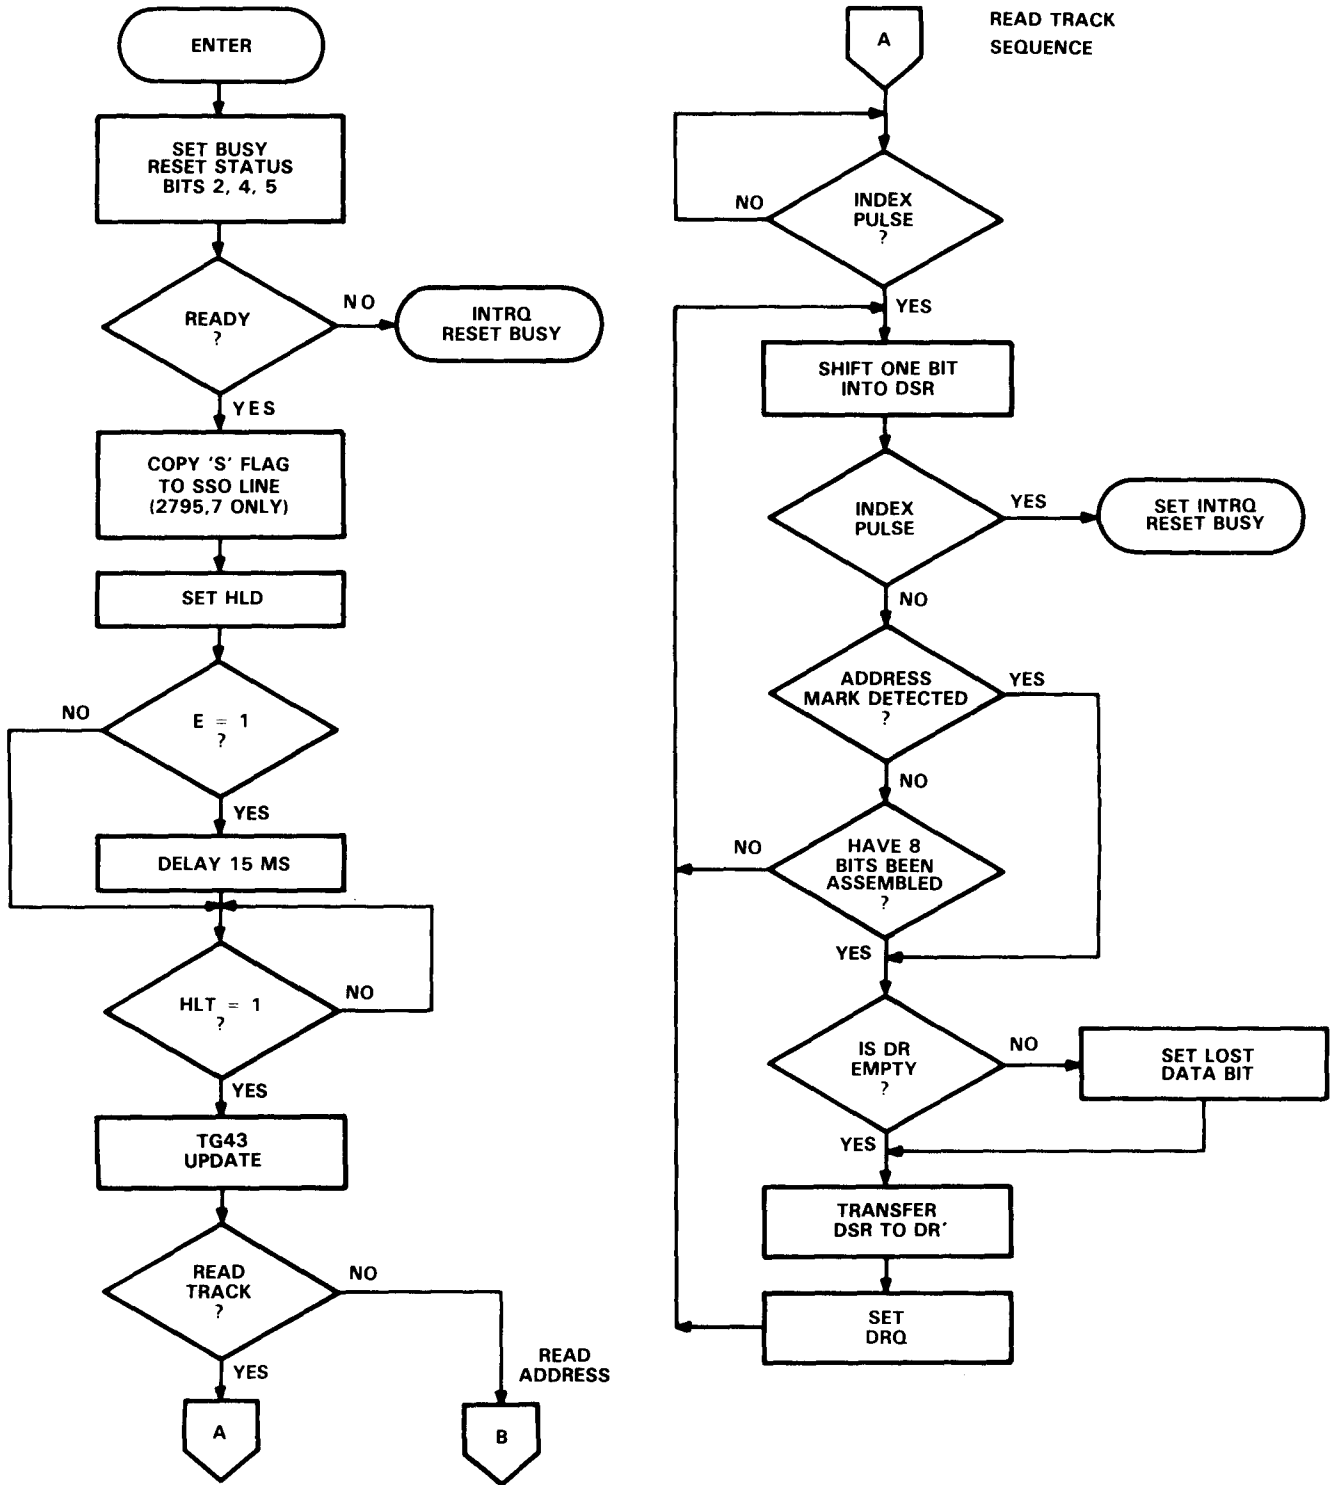 ENTER
SET BUSY
RESET STATUS
BITS 2, 4, 5
READY
?
NO
INTRQ
RESET BUSY
YES
COPY 'S' FLAG
TO SSO LINE
(2795,7 ONLY)
SET HLD
E = 1
?
NO
YES
DELAY 15 MS
HLT = 1
?
NO
YES
TG43
UPDATE
READ
TRACK
?
NO
YES
READ
ADDRESS
A
B
A
READ TRACK
SEQUENCE
INDEX
PULSE
?
NO
YES
SHIFT ONE BIT
INTO DSR
INDEX
PULSE
YES
SET INTRQ
RESET BUSY
NO
ADDRESS
MARK DETECTED
?
YES
NO
HAVE 8
BITS BEEN
ASSEMBLED
?
NO
YES
IS DR
EMPTY
?
NO
SET LOST
DATA BIT
YES
TRANSFER
DSR TO DR'
SET
DRQ